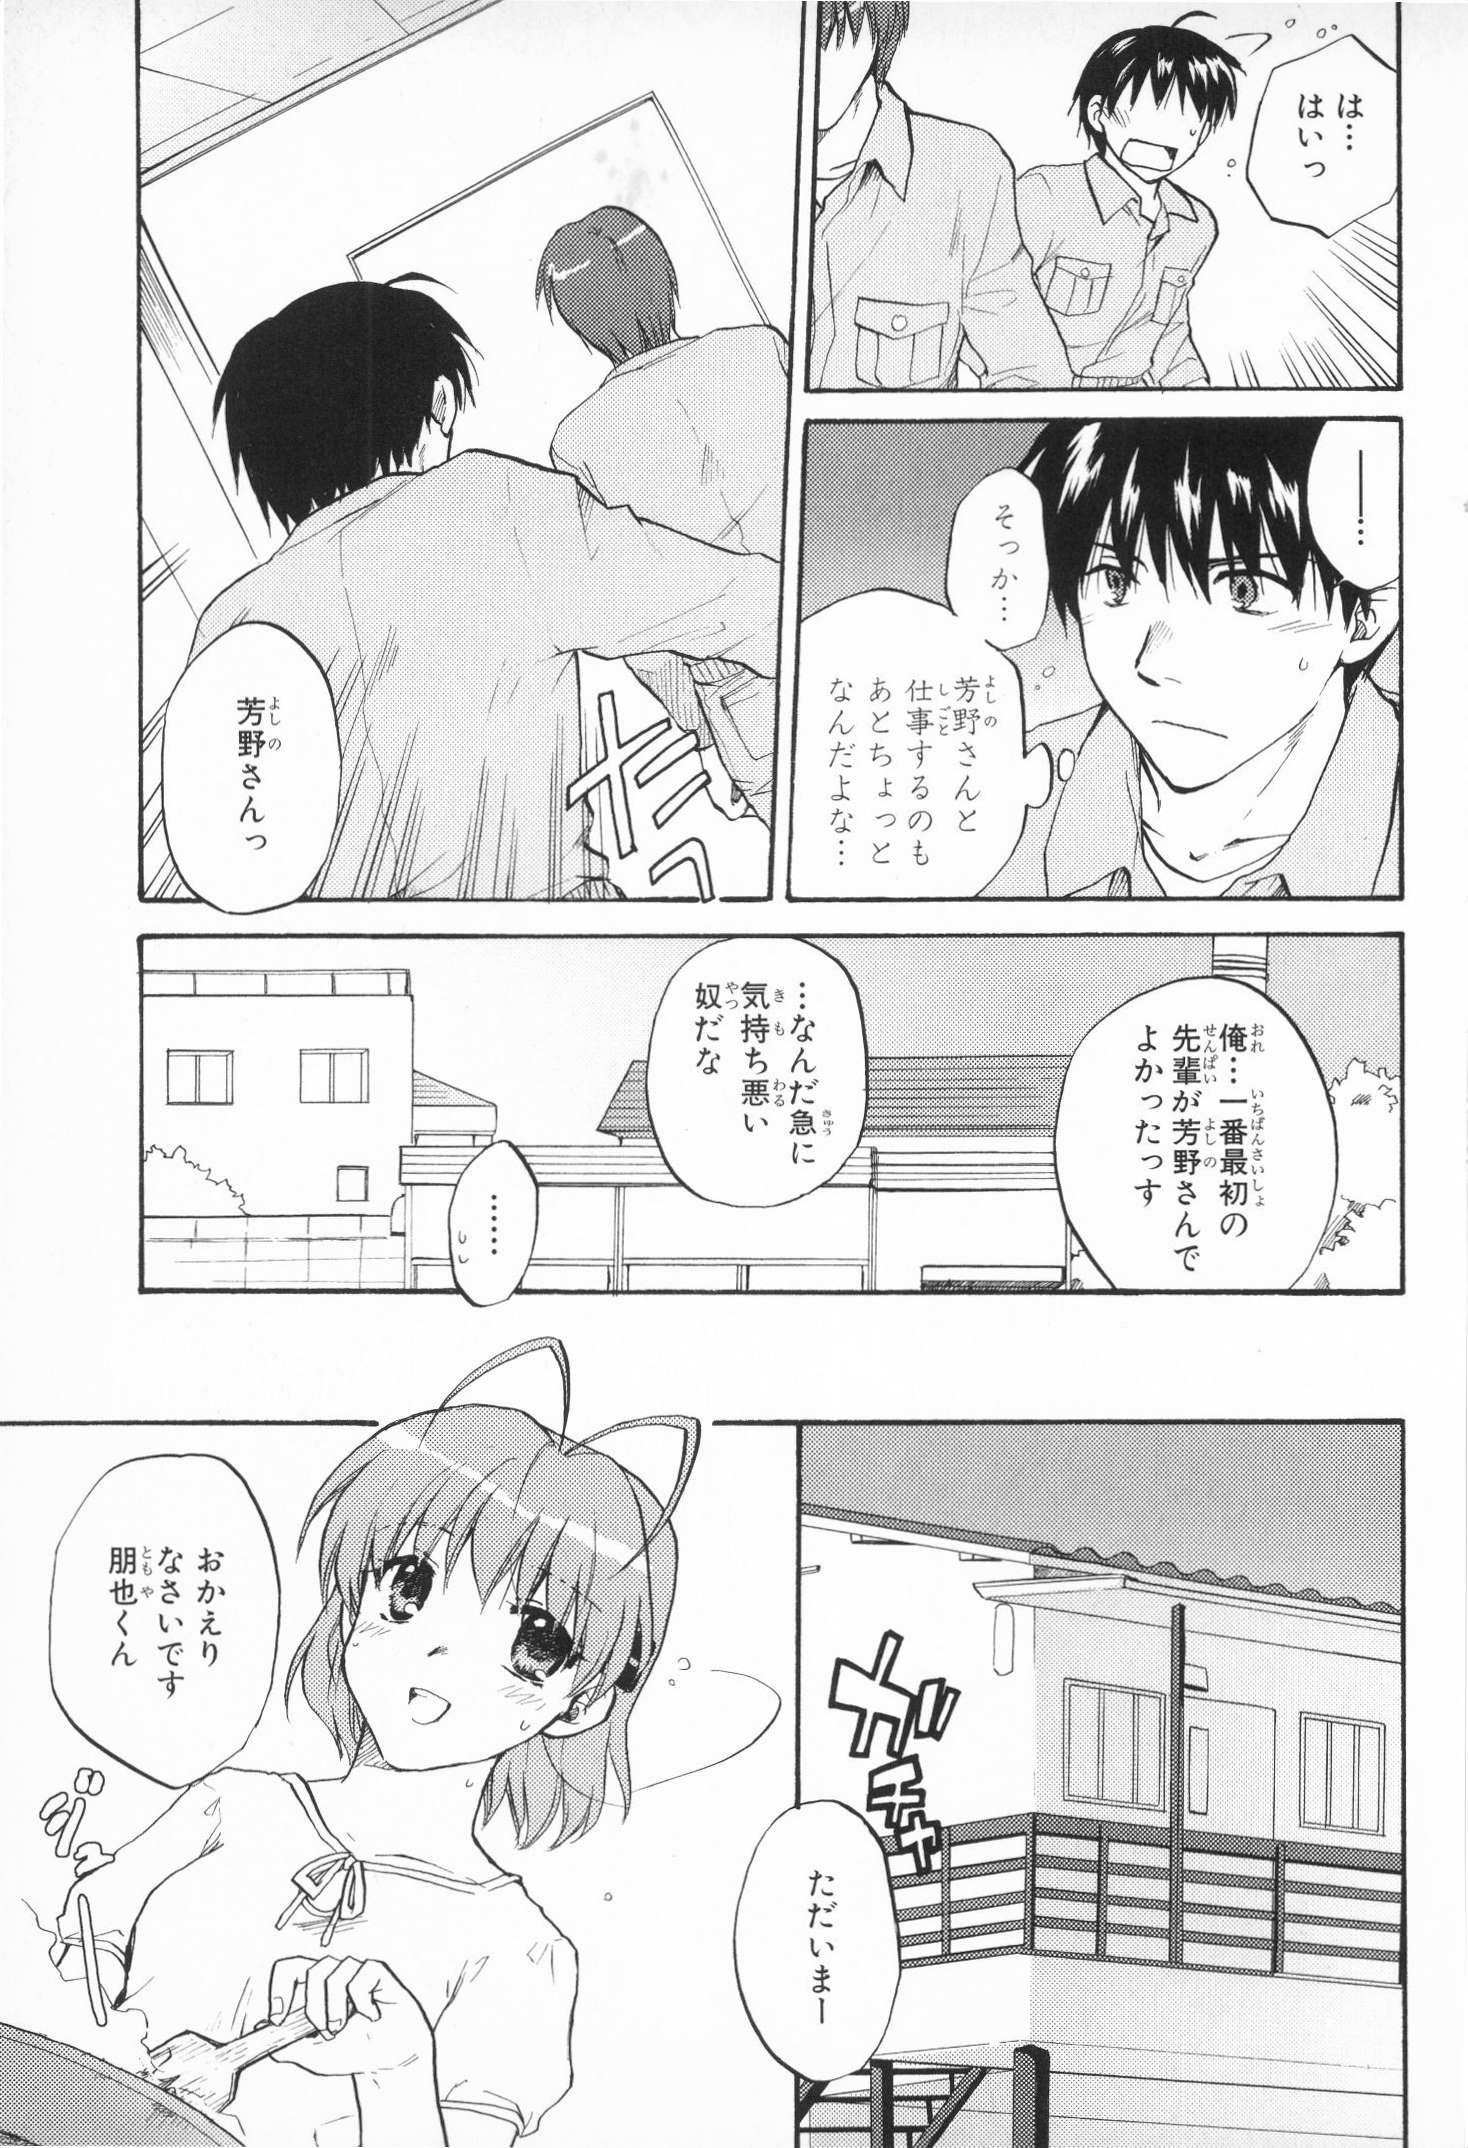 は…
はいっ
――…
そっか…
芳野さんと
仕事するのも
あとちょっと
なんだよな…
芳野さんっ
俺…一番最初の
先輩が芳野さんで
よかったっす
…なんだ急に
気持ち悪い
奴だな
……
ガチャ
ただいまー
おかえり
なさいです
朋也くん